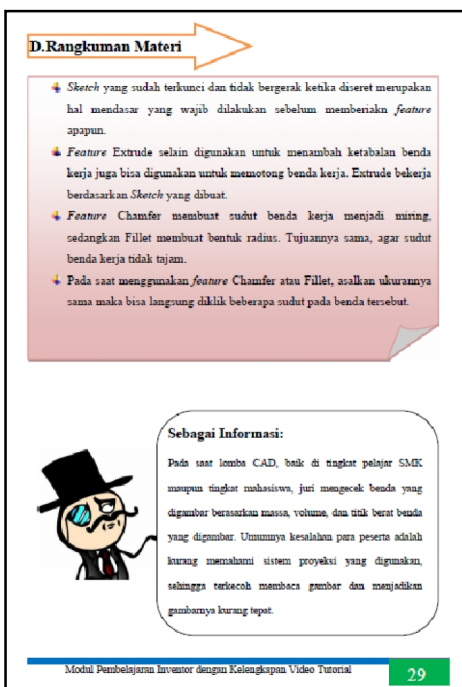 D.Rangkuman Materi
Sketch yang sudah terkunci dan tidak bergerak ketika diseret merupakan
hal mendasar yang wajib dilakukan sebelum memberiakn feature
apapun.
Feature Extrude selain digunakan untuk menambah ketabalan benda
kerja juga bisa digunakan untuk memotong benda kerja. Extrude bekerja
berdasarkan Sketch yang dibuat.
Feature Chamfer membuat sudut benda kerja menjadi miring,
sedangkan Fillet membuat bentuk radius. Tujuannya sama, agar sudut
benda kerja tidak tajam.
Pada saat menggunakan feature Chamfer atau Fillet, asalkan ukurannya
sama maka bisa langsung diklik beberapa sudut pada benda tersebut.
Sebagai Informasi:
Pada saat lomba CAD, baik di tingkat pelajar SMK
maupun tingkat mahasiswa, juri mengecek benda yang
digambar berasarkan massa, volume, dan titik berat benda
yang digambar. Umumnya kesalahan para peserta adalah
kurang memahami sistem proyeksi yang digunakan,
sehingga terkecoh membaca gambar dan menjadikan
gambarnya kurang tepat.
Modul Pembelajaran Inventor dengan Kelengkapan Video Tutorial
29